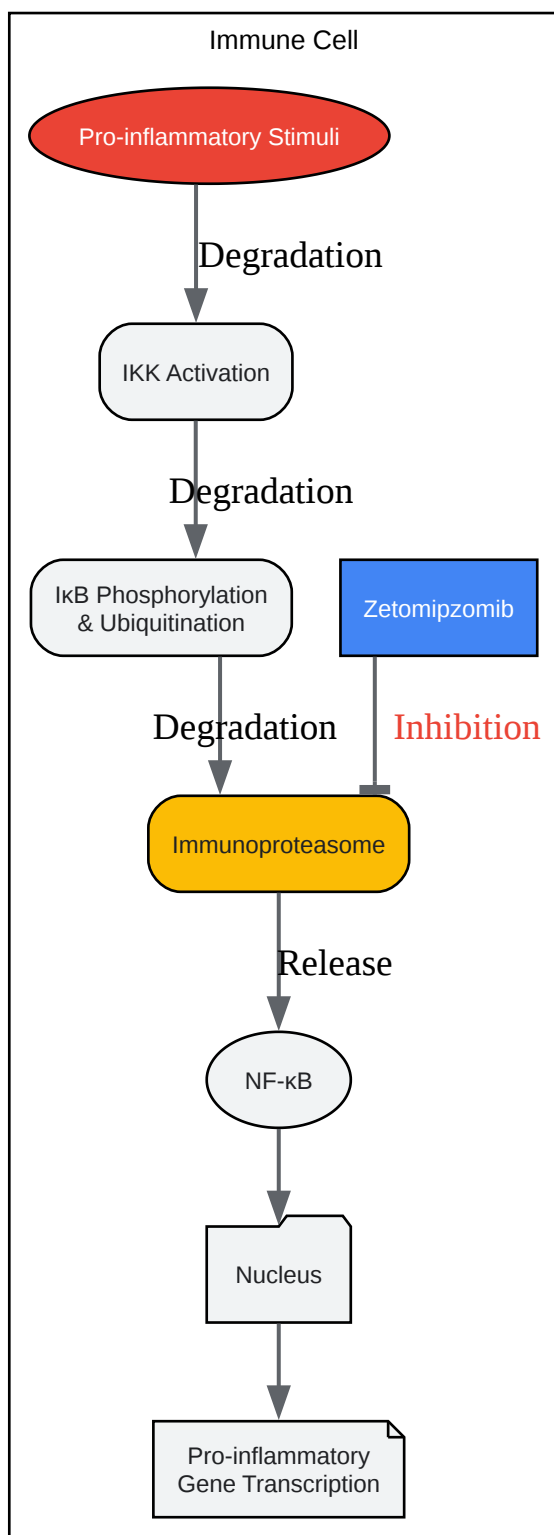 Immune Cell
Pro-inflammatory Stimuli
Degradation
IKK Activation
Degradation
IκB Phosphorylation
& Ubiquitination
Zetomipzomib
Degradation
Inhibition
Immunoproteasome
Release
NF-κB
Nucleus
Pro-inflammatory
Gene Transcription